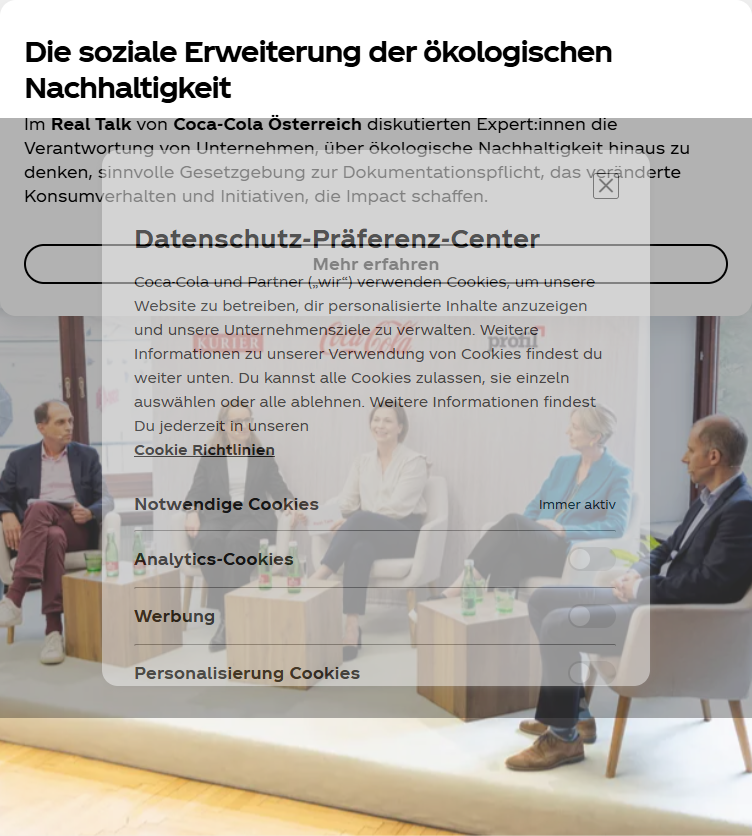 Die soziale Erweiterung der ökologischen
Nachhaltigkeit
Im Real Talk von Coca-Cola Österreich diskutierten Expert:innen die
Verantwortung von Unternehmen, über ökologische Nachhaltigkeit hinaus zu
denken, sinnvolle Gesetzgebung zur Dokumentationspflicht, das veränderte
Konsumverhalten und Initiativen, die Impact schaffen.
Mehr erfahren
Datenschutz-Präferenz-Center
Coca-Cola und Partner („wir“) verwenden Cookies, um unsere
Website zu betreiben, dir personalisierte Inhalte anzuzeigen
und unsere Unternehmensziele zu verwalten. Weitere
Informationen zu unserer Verwendung von Cookies findest du
weiter unten. Du kannst alle Cookies zulassen, sie einzeln
auswählen oder alle ablehnen. Weitere Informationen findest
Du jederzeit in unseren
Cookie Richtlinien
KURIER
Coca-Cola
profil
Notwendige Cookies
Immer aktiv
Analytics-Cookies
Werbung
Personalisierung Cookies